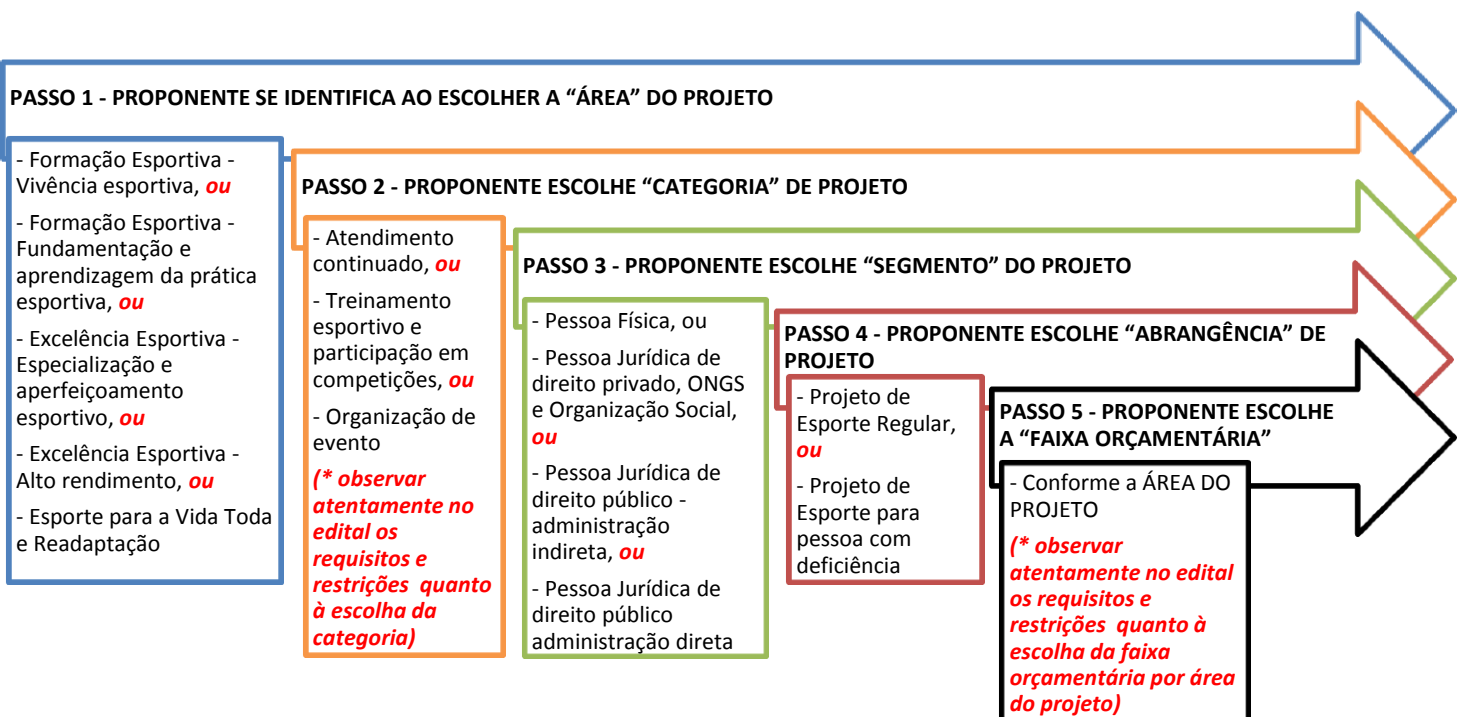 PASSO 1 - PROPONENTE SE IDENTIFICA AO ESCOLHER A “ÁREA” DO PROJETO
- Formação Esportiva -
Vivência esportiva, ou
- Formação Esportiva -
Fundamentação e
aprendizagem da prática
esportiva, ou
- Excelência Esportiva -
Especialização e
aperfeiçoamento
esportivo, ou
- Excelência Esportiva -
Alto rendimento, ou
- Esporte para a Vida Toda
e Readaptação
PASSO 2 - PROPONENTE ESCOLHE “CATEGORIA” DE PROJETO
- Atendimento
continuado, ou
- Treinamento
esportivo e
participação em
competições, ou
- Organização de
evento
(* observar
atentamente no
edital os
requisitos e
restrições quanto
à escolha da
categoria)
PASSO 3 - PROPONENTE ESCOLHE “SEGMENTO” DO PROJETO
- Pessoa Física, ou
- Pessoa Jurídica de
direito privado, ONGS
e Organização Social,
ou
- Pessoa Jurídica de
direito público -
administração
indireta, ou
- Pessoa Jurídica de
direito público
administração direta
PASSO 4 - PROPONENTE ESCOLHE “ABRANGÊNCIA” DE
PROJETO
- Projeto de
Esporte Regular,
ou
- Projeto de
Esporte para
pessoa com
deficiência
PASSO 5 - PROPONENTE ESCOLHE
A “FAIXA ORÇAMENTÁRIA”
- Conforme a ÁREA DO
PROJETO
(* observar
atentamente no edital
os requisitos e
restrições quanto à
escolha da faixa
orçamentária por área
do projeto)